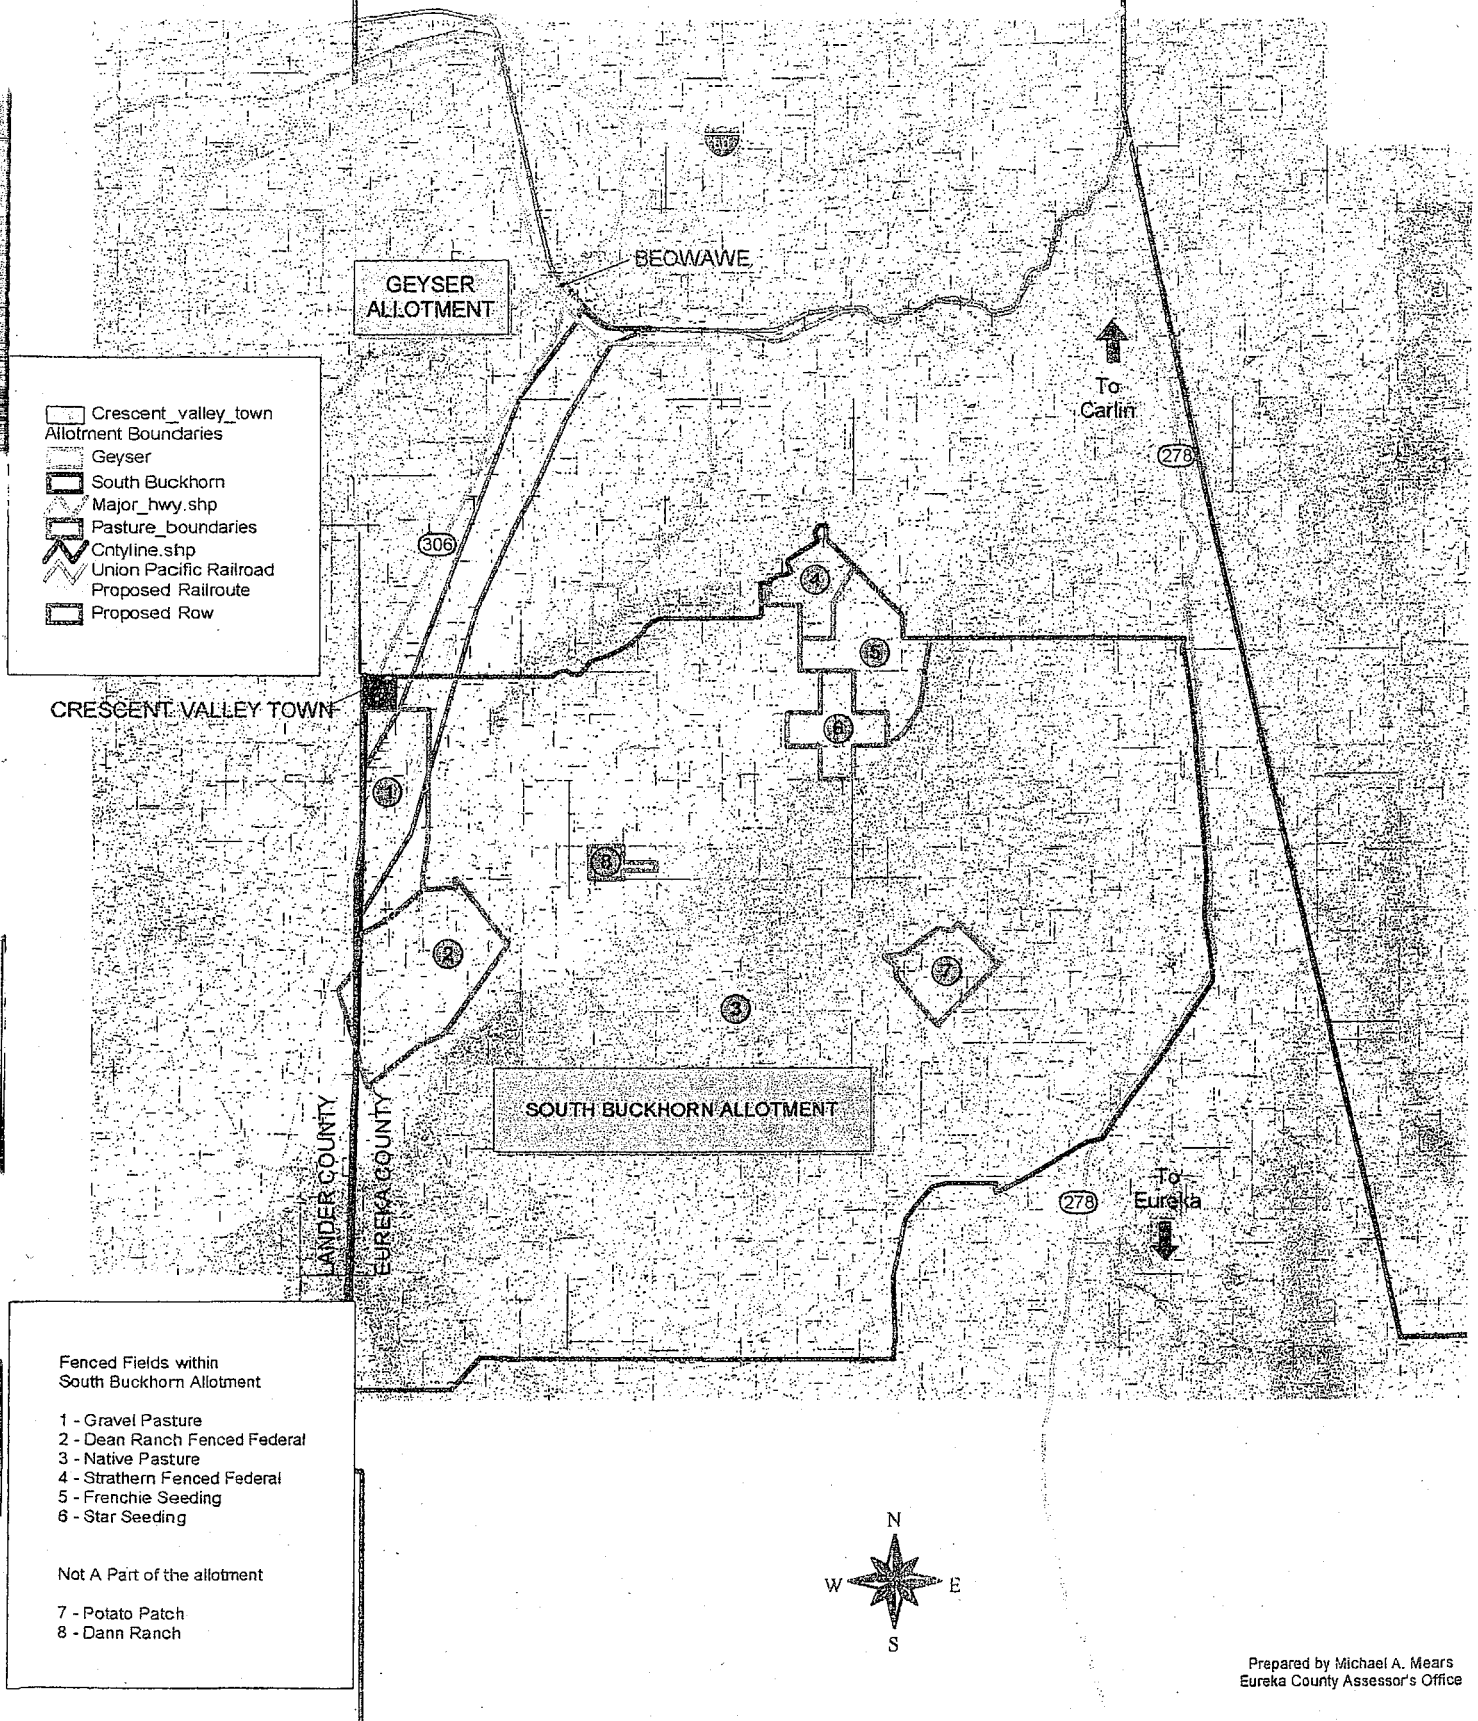 80
BEOWAWE
GEYSER
ALLOTMENT
To
Carlin
278
Crescent_valley_town
Allotment Boundaries
Geyser
South Buckhorn
Major_hwy.shp
Pasture_boundaries
Cntyline.shp
Union Pacific Railroad
Proposed Railroute
Proposed Row
306
4
5
CRESCENT VALLEY TOWN
6
1
8
2
7
3
SOUTH BUCKHORN ALLOTMENT
LANDER COUNTY
EUREKA COUNTY
278
To
Eureka
Fenced Fields within
South Buckhorn Allotment
1 - Gravel Pasture
2 - Dean Ranch Fenced Federal
3 - Native Pasture
4 - Strathern Fenced Federal
5 - Frenchie Seeding
6 - Star Seeding
Not A Part of the allotment
7 - Potato Patch
8 - Dann Ranch
N
W
E
S
Prepared by Michael A. Mears
Eureka County Assessor's Office